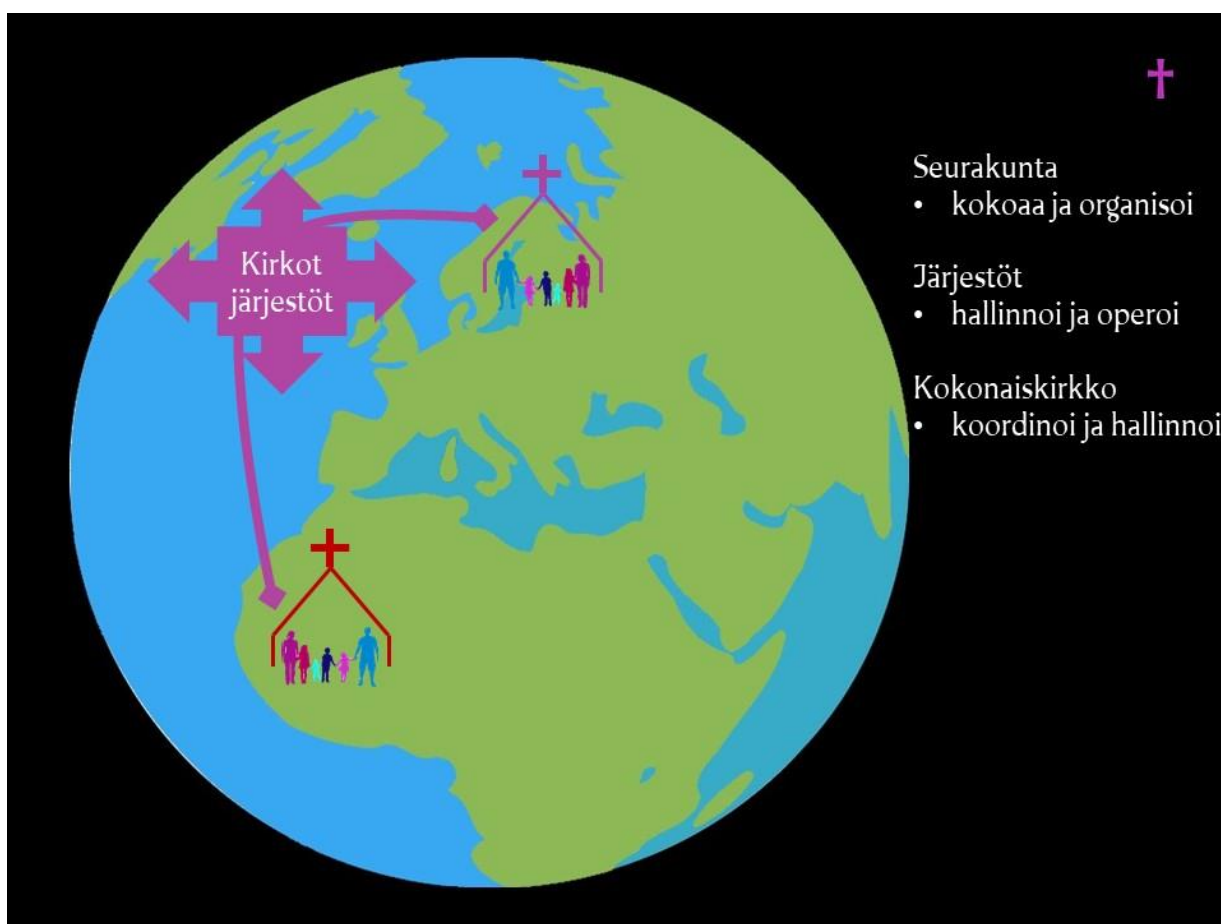 Kirkot
järjestöt
Seurakunta
• kokoaa ja organisoi
Järjestöt
• hallinnoi ja operoi
Kokonaiskirkko
• koordinoi ja hallinnoi